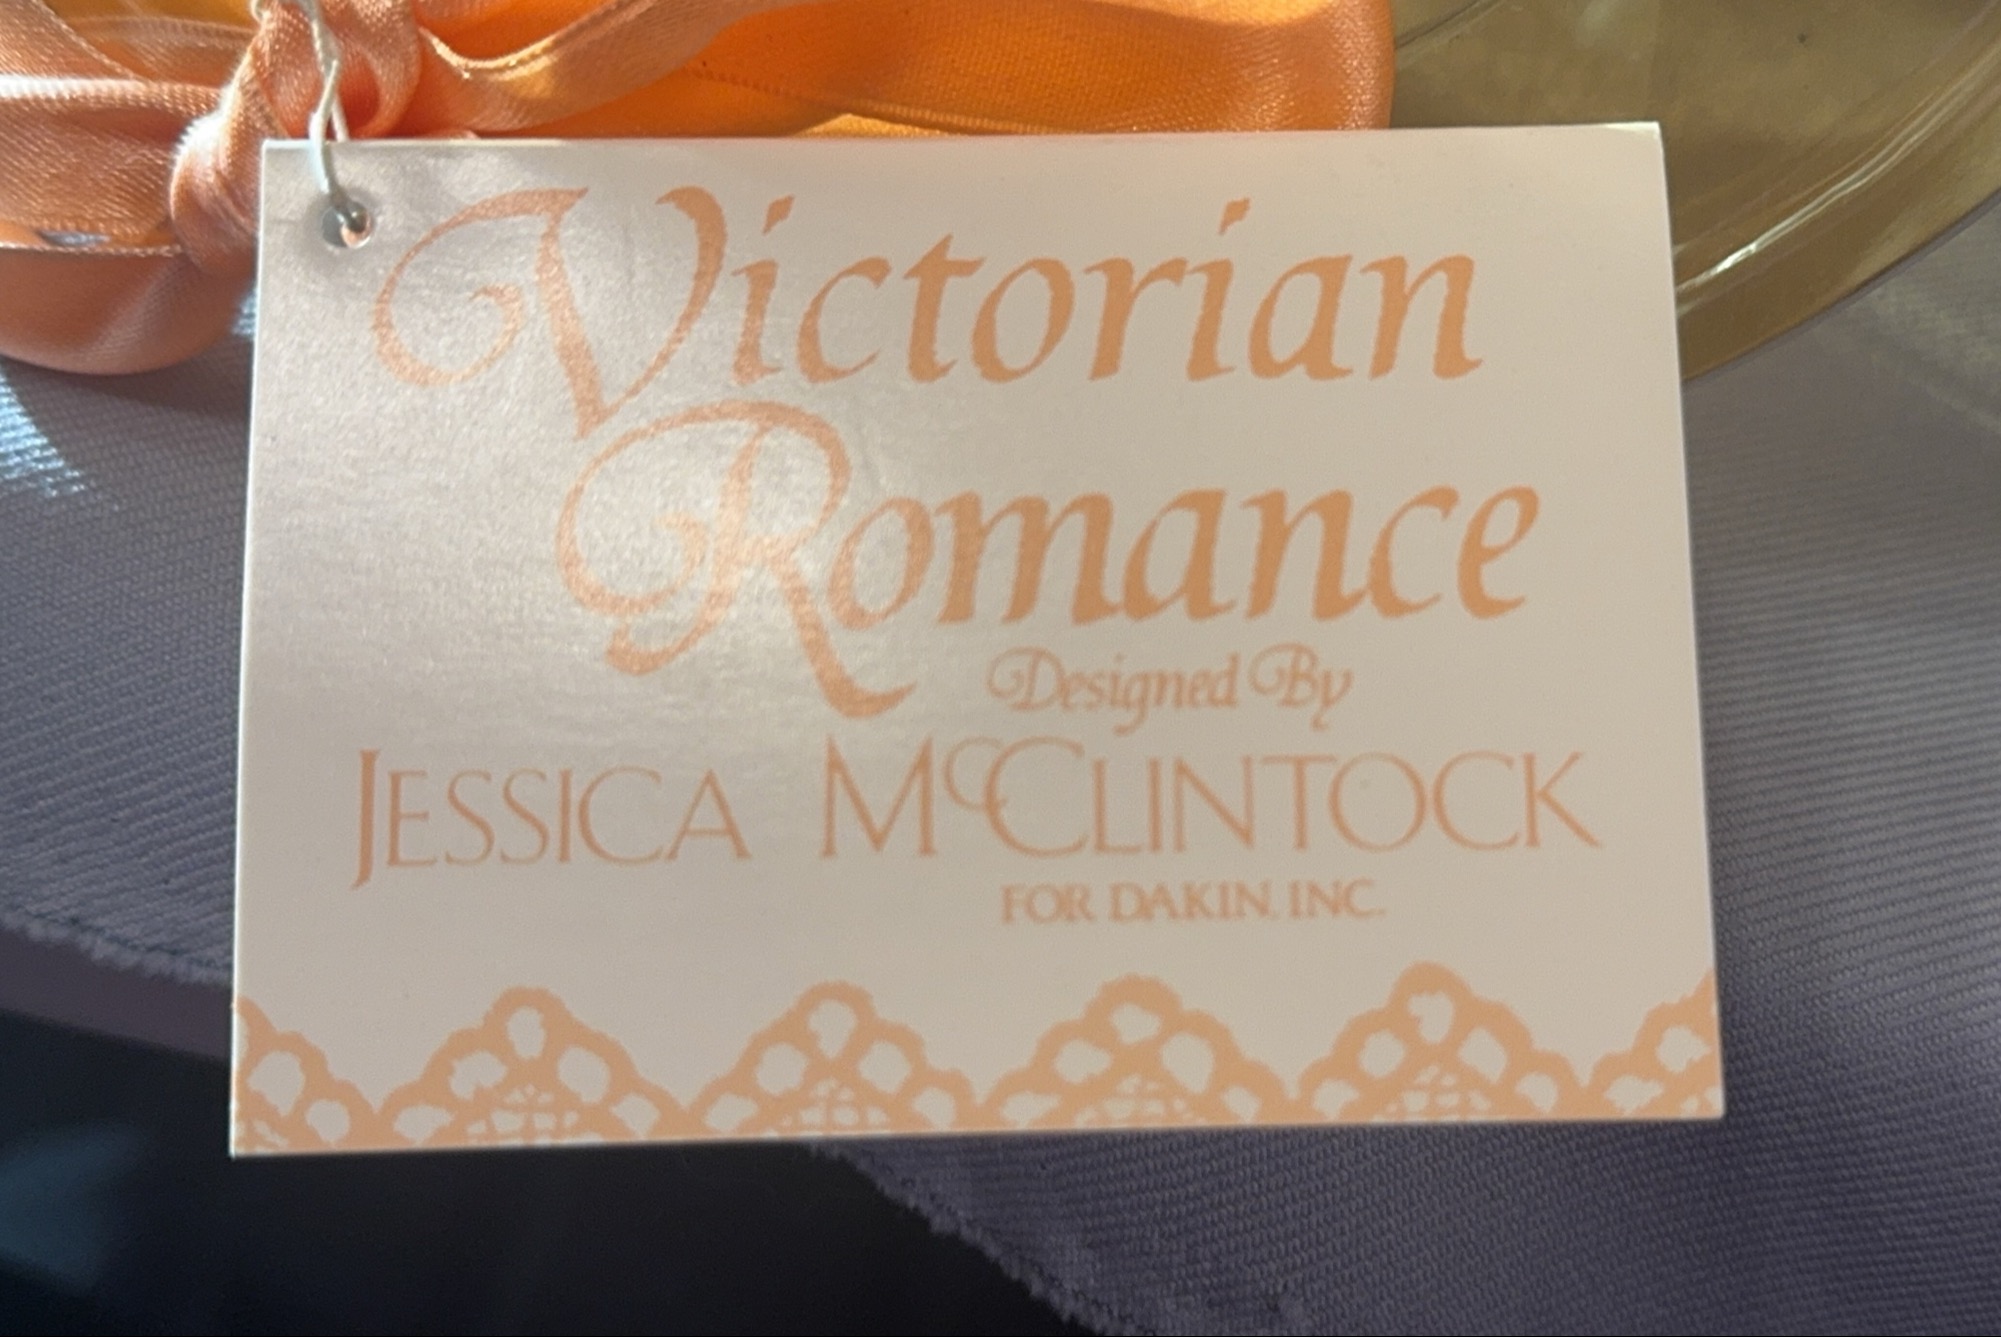 Victorian
Romance
Designed By
JESSICA McCLINTOCK
FOR DAKIN, INC.